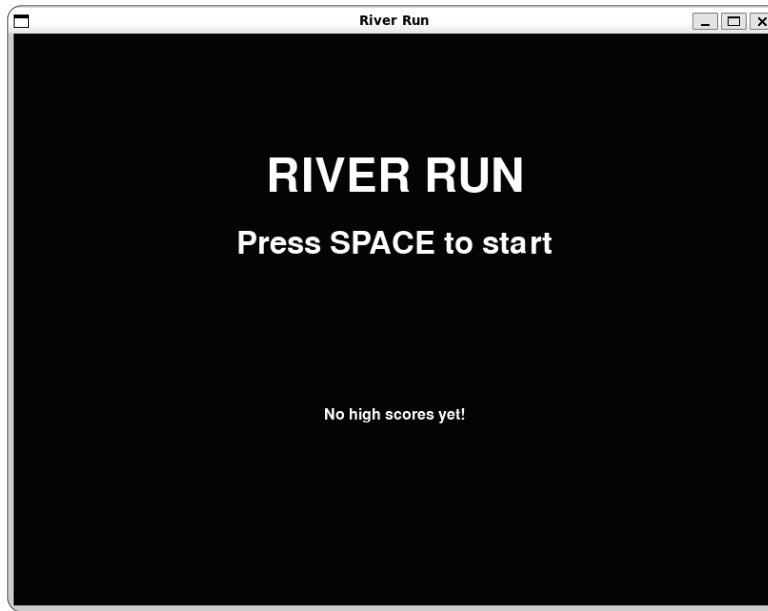 River Run
RIVER RUN
Press SPACE to start
No high scores yet!